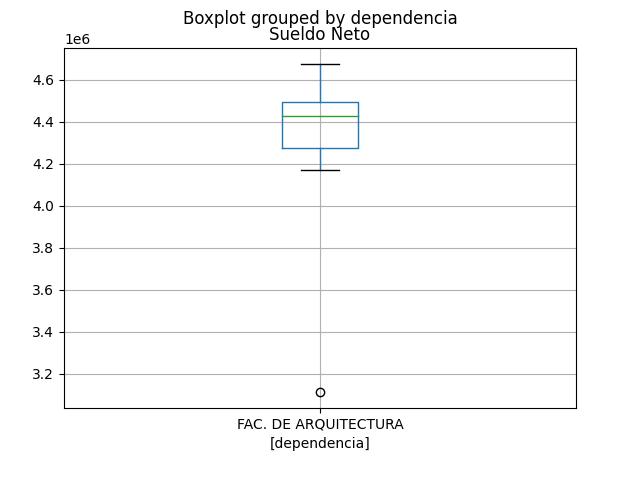 Boxplot grouped by dependencia
Sueldo Neto
1e6
4.6
4.4
4.2
4.0
3.8
3.6
3.4
3.2
FAC. DE ARQUITECTURA
[dependencia]